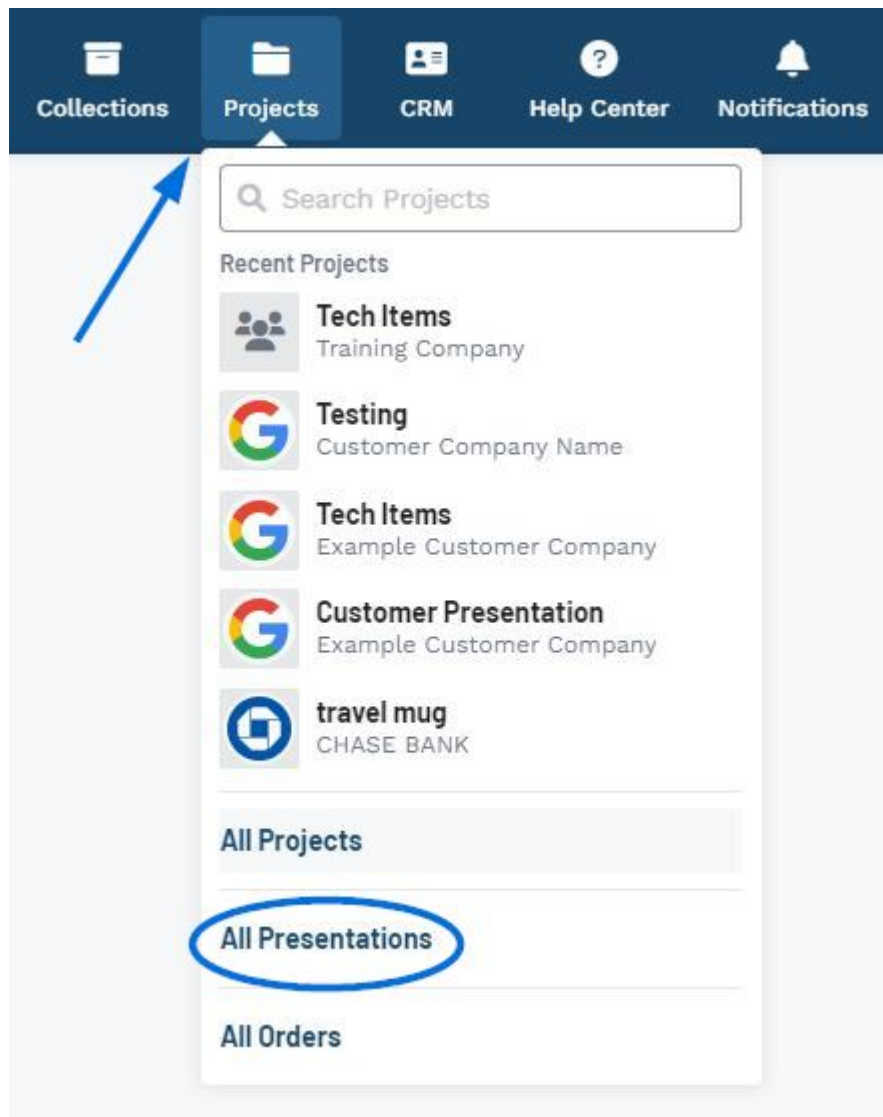 Collections Projects CRM Help Center Notifications
Search Projects
Recent Projects
Tech Items
Training Company
Testing
Customer Company Name
Tech Items
Example Customer Company
Customer Presentation
Example Customer Company
travel mug
CHASE BANK
All Projects
All Presentations
All Orders